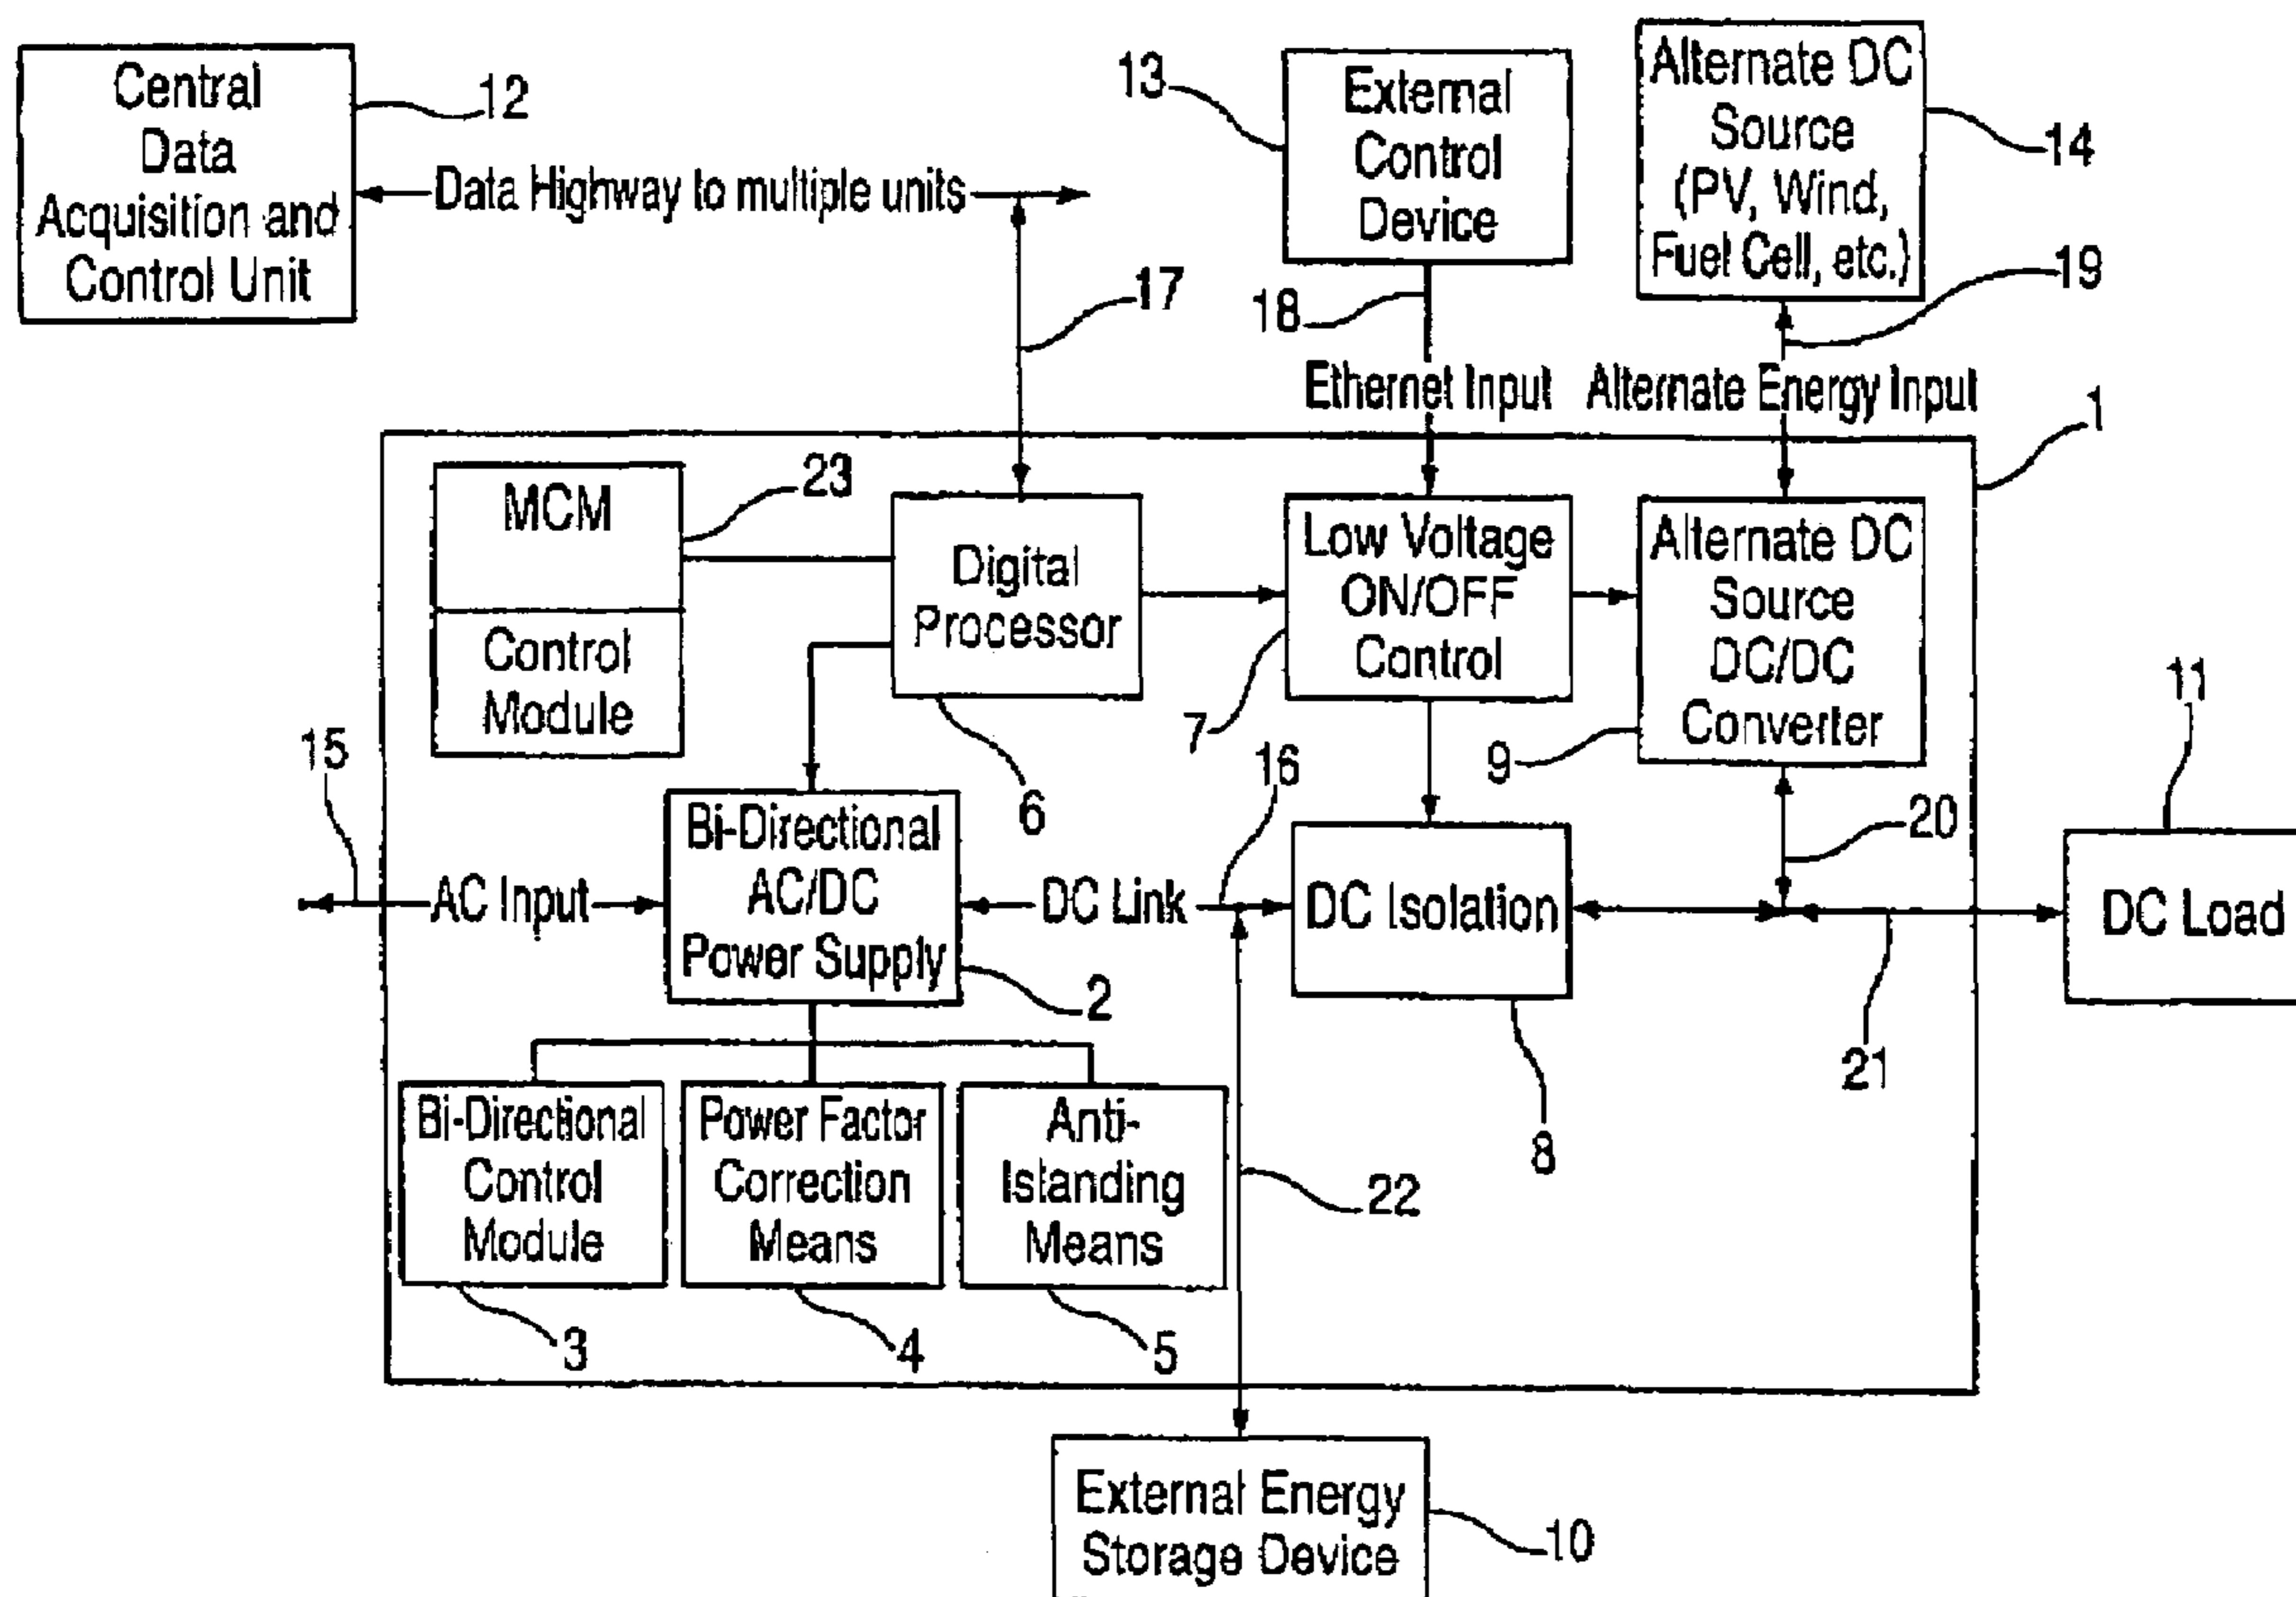 Central
Data
Acquisition and
Control Unit
12
Data Highway to multiple units
17
13
External
Control
Device
18
Ethernet Input
Alternate DC
Source
(PV, Wind,
Fuel Cell, etc.)
14
19
Alternate Energy Input
1
MCM
23
Control
Module
Digital
Processor
6
Low Voltage
ON/OFF
Control
7
Alternate DC
Source
DC/DC
Converter
9
11
15
AC Input
Bi-Directional
AC/DC
Power Supply
2
DC Link
16
DC Isolation
8
20
21
DC Load
Bi-Directional
Control
Module
3
Power Factor
Correction
Means
4
Anti-
Islanding
Means
5
22
External Energy
Storage Device
10